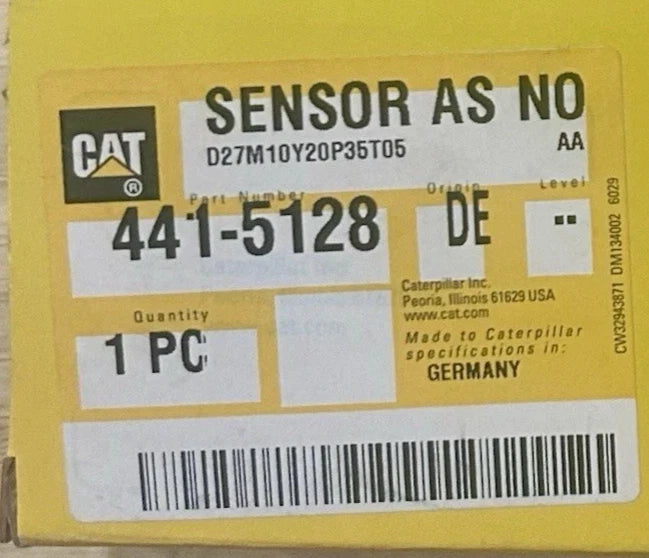 SENSOR AS NO
D27M10Y20P35T05
AA
CAT
®
Part Number
Origin
Level
441-5128
DE
--
Quantity
1 PC
Caterpillar Inc.
Peoria, Illinois 61629 USA
www.cat.com
Made to Caterpillar
specifications in:
GERMANY
CW32943871 DM134002 6029